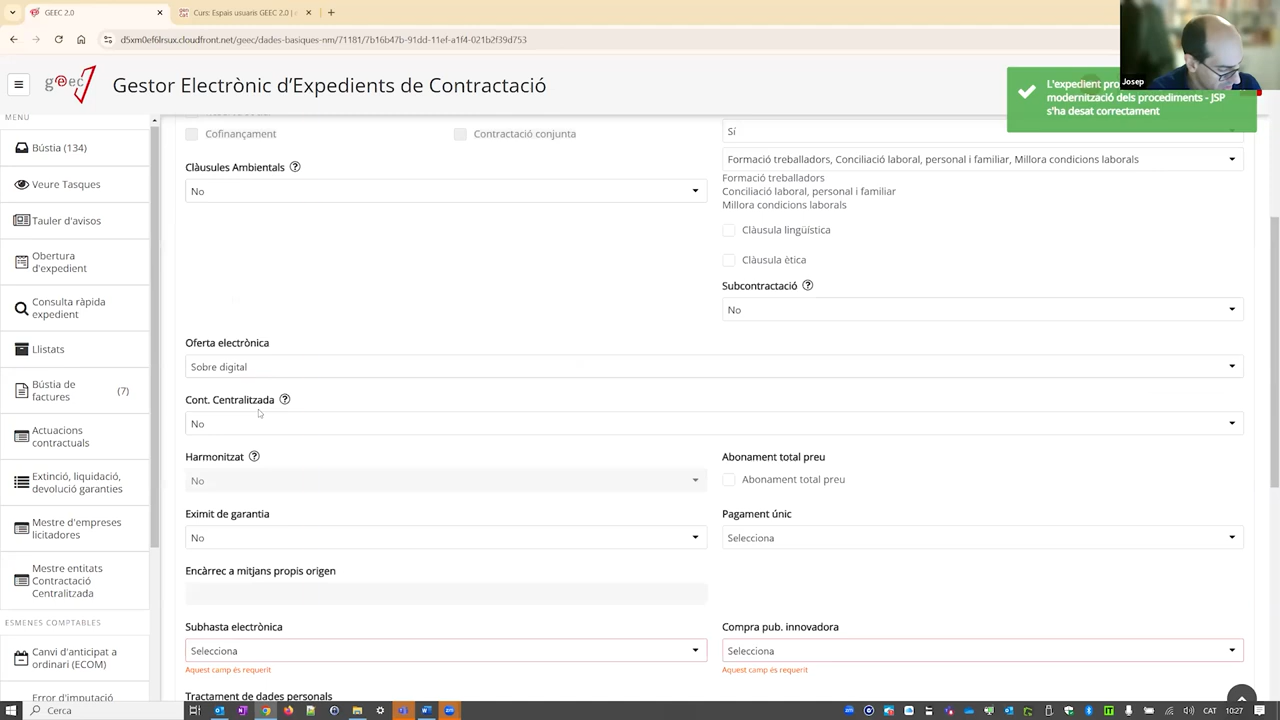 GEEC 2.0
Curs: Espais usuaris GEEC 2.0 |
d5xm0ef6lrsux.cloudfront.net/geec/dades-basiques-nm/71181/7b16b47b-91dd-11ef-a1f4-021b2f39d753
Josep
geec
Gestor Electrònic d'Expedients de Contractació
L'expedient
modernització dels procediments - JSP
s'ha desat correctament
MENÚ
Bústia (134)
Veure Tasques
Tauler d'avisos
Obertura
d'expedient
Consulta ràpida
expedient
Llistats
Bústia de
factures
(7)
Actuacions
contractuals
Extinció, liquidació,
devolució garanties
Mestre d'empreses
licitadores
Mestre entitats
Contractació
Centralitzada
ESMENES COMPTABLES
Canvi d'anticipat a
ordinari (ECOM)
Error d'imputació
Cofinançament
Contractació conjunta
Sí
Clàusules Ambientals
No
Formació treballadors, Conciliació laboral, personal i familiar, Millora condicions laborals
Formació treballadors
Conciliació laboral, personal i familiar
Millora condicions laborals
Clàusula lingüística
Clàusula ètica
Subcontractació
No
Oferta electrònica
Sobre digital
Cont. Centralitzada
No
Harmonitzat
No
Abonament total preu
Abonament total preu
Eximit de garantia
No
Pagament únic
Selecciona
Encàrrec a mitjans propis origen
Subhasta electrònica
Selecciona
Aquest camp és requerit
Compra pub. innovadora
Selecciona
Aquest camp és requerit
Tractament de dades personals
Cerca
CAT
10:27